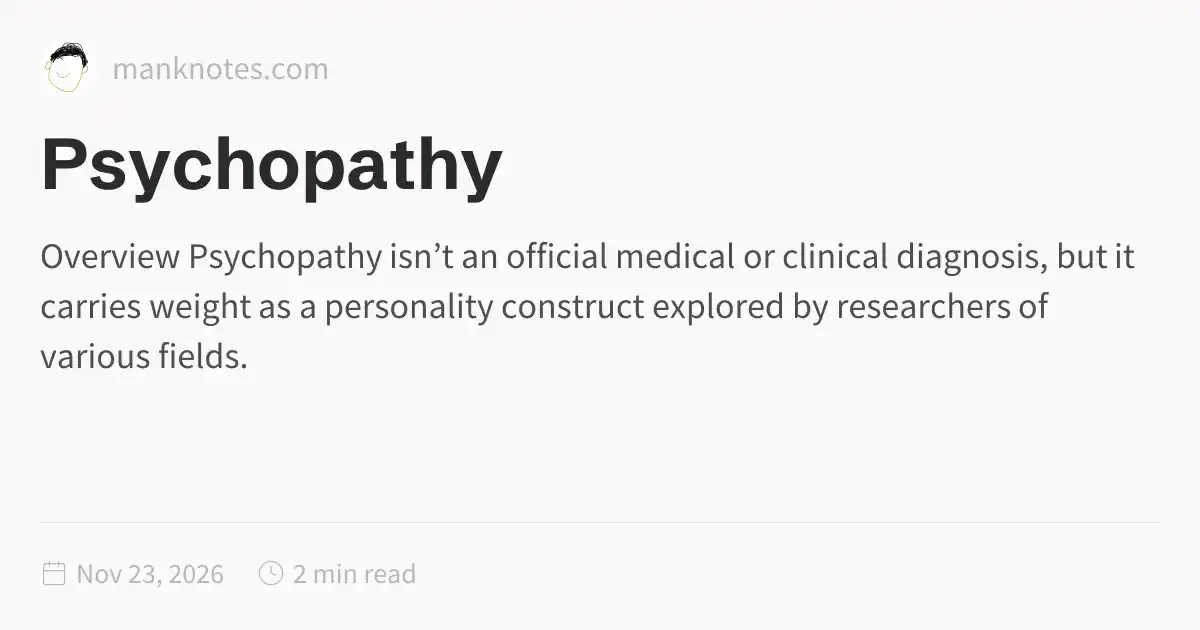 manknotes.com
Psychopathy
Overview Psychopathy isn’t an official medical or clinical diagnosis, but it
carries weight as a personality construct explored by researchers of
various fields.
Nov 23, 2026 2 min read